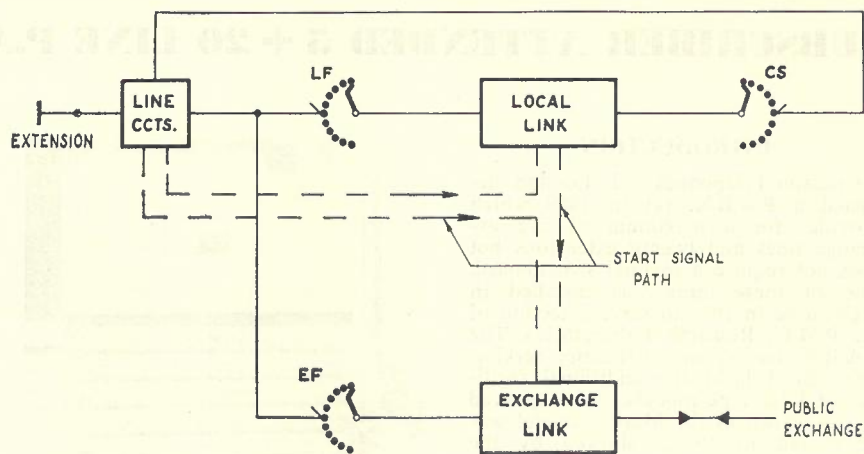 LF
CS
LINE
CCTS.
LOCAL
LINK
EXTENSION
START SIGNAL
PATH
EF
EXCHANGE
LINK
PUBLIC
EXCHANGE